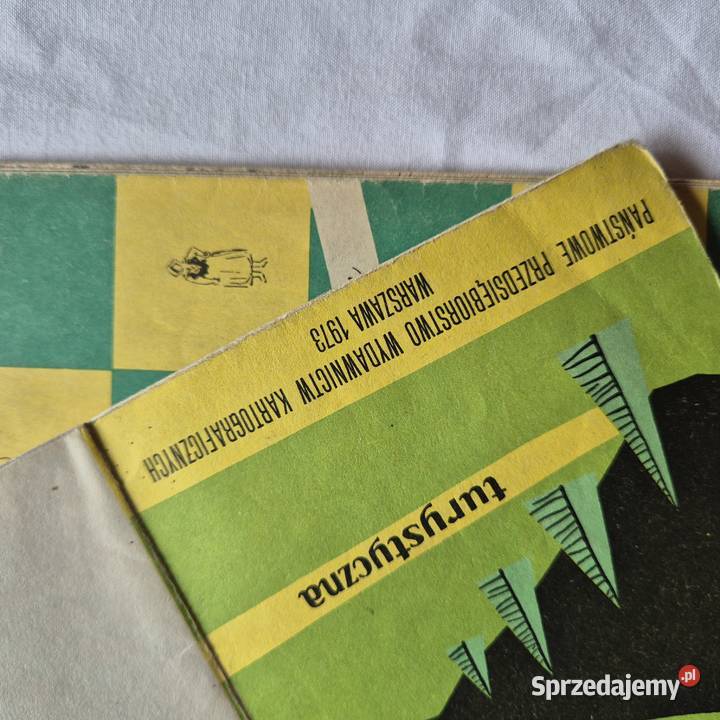 turystyczna
PAŃSTWOWE PRZEDSIĘBIORSTWO WYDAWNICTW KARTOGRAFICZNYCH
WARSZAWA 1973
Sprzedajemy.pl